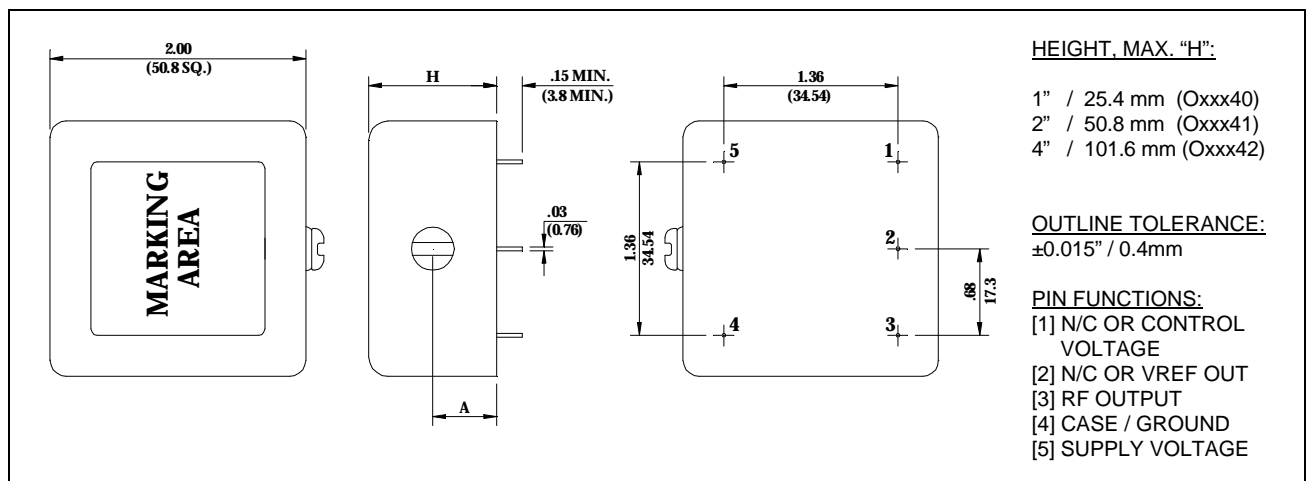 2.00
(50.8 SQ.)
MARKING
AREA
H
.15 MIN.
(3.8 MIN.)
.03
(0.76)
A
1.36
(34.54)
5
1
2
4
3
1.36
34.54
.68
17.3
HEIGHT, MAX. “H”:
1” / 25.4 mm (Oxxx40)
2” / 50.8 mm (Oxxx41)
4” / 101.6 mm (Oxxx42)
OUTLINE TOLERANCE:
±0.015” / 0.4mm
PIN FUNCTIONS:
[1] N/C OR CONTROL
VOLTAGE
[2] N/C OR VREF OUT
[3] RF OUTPUT
[4] CASE / GROUND
[5] SUPPLY VOLTAGE